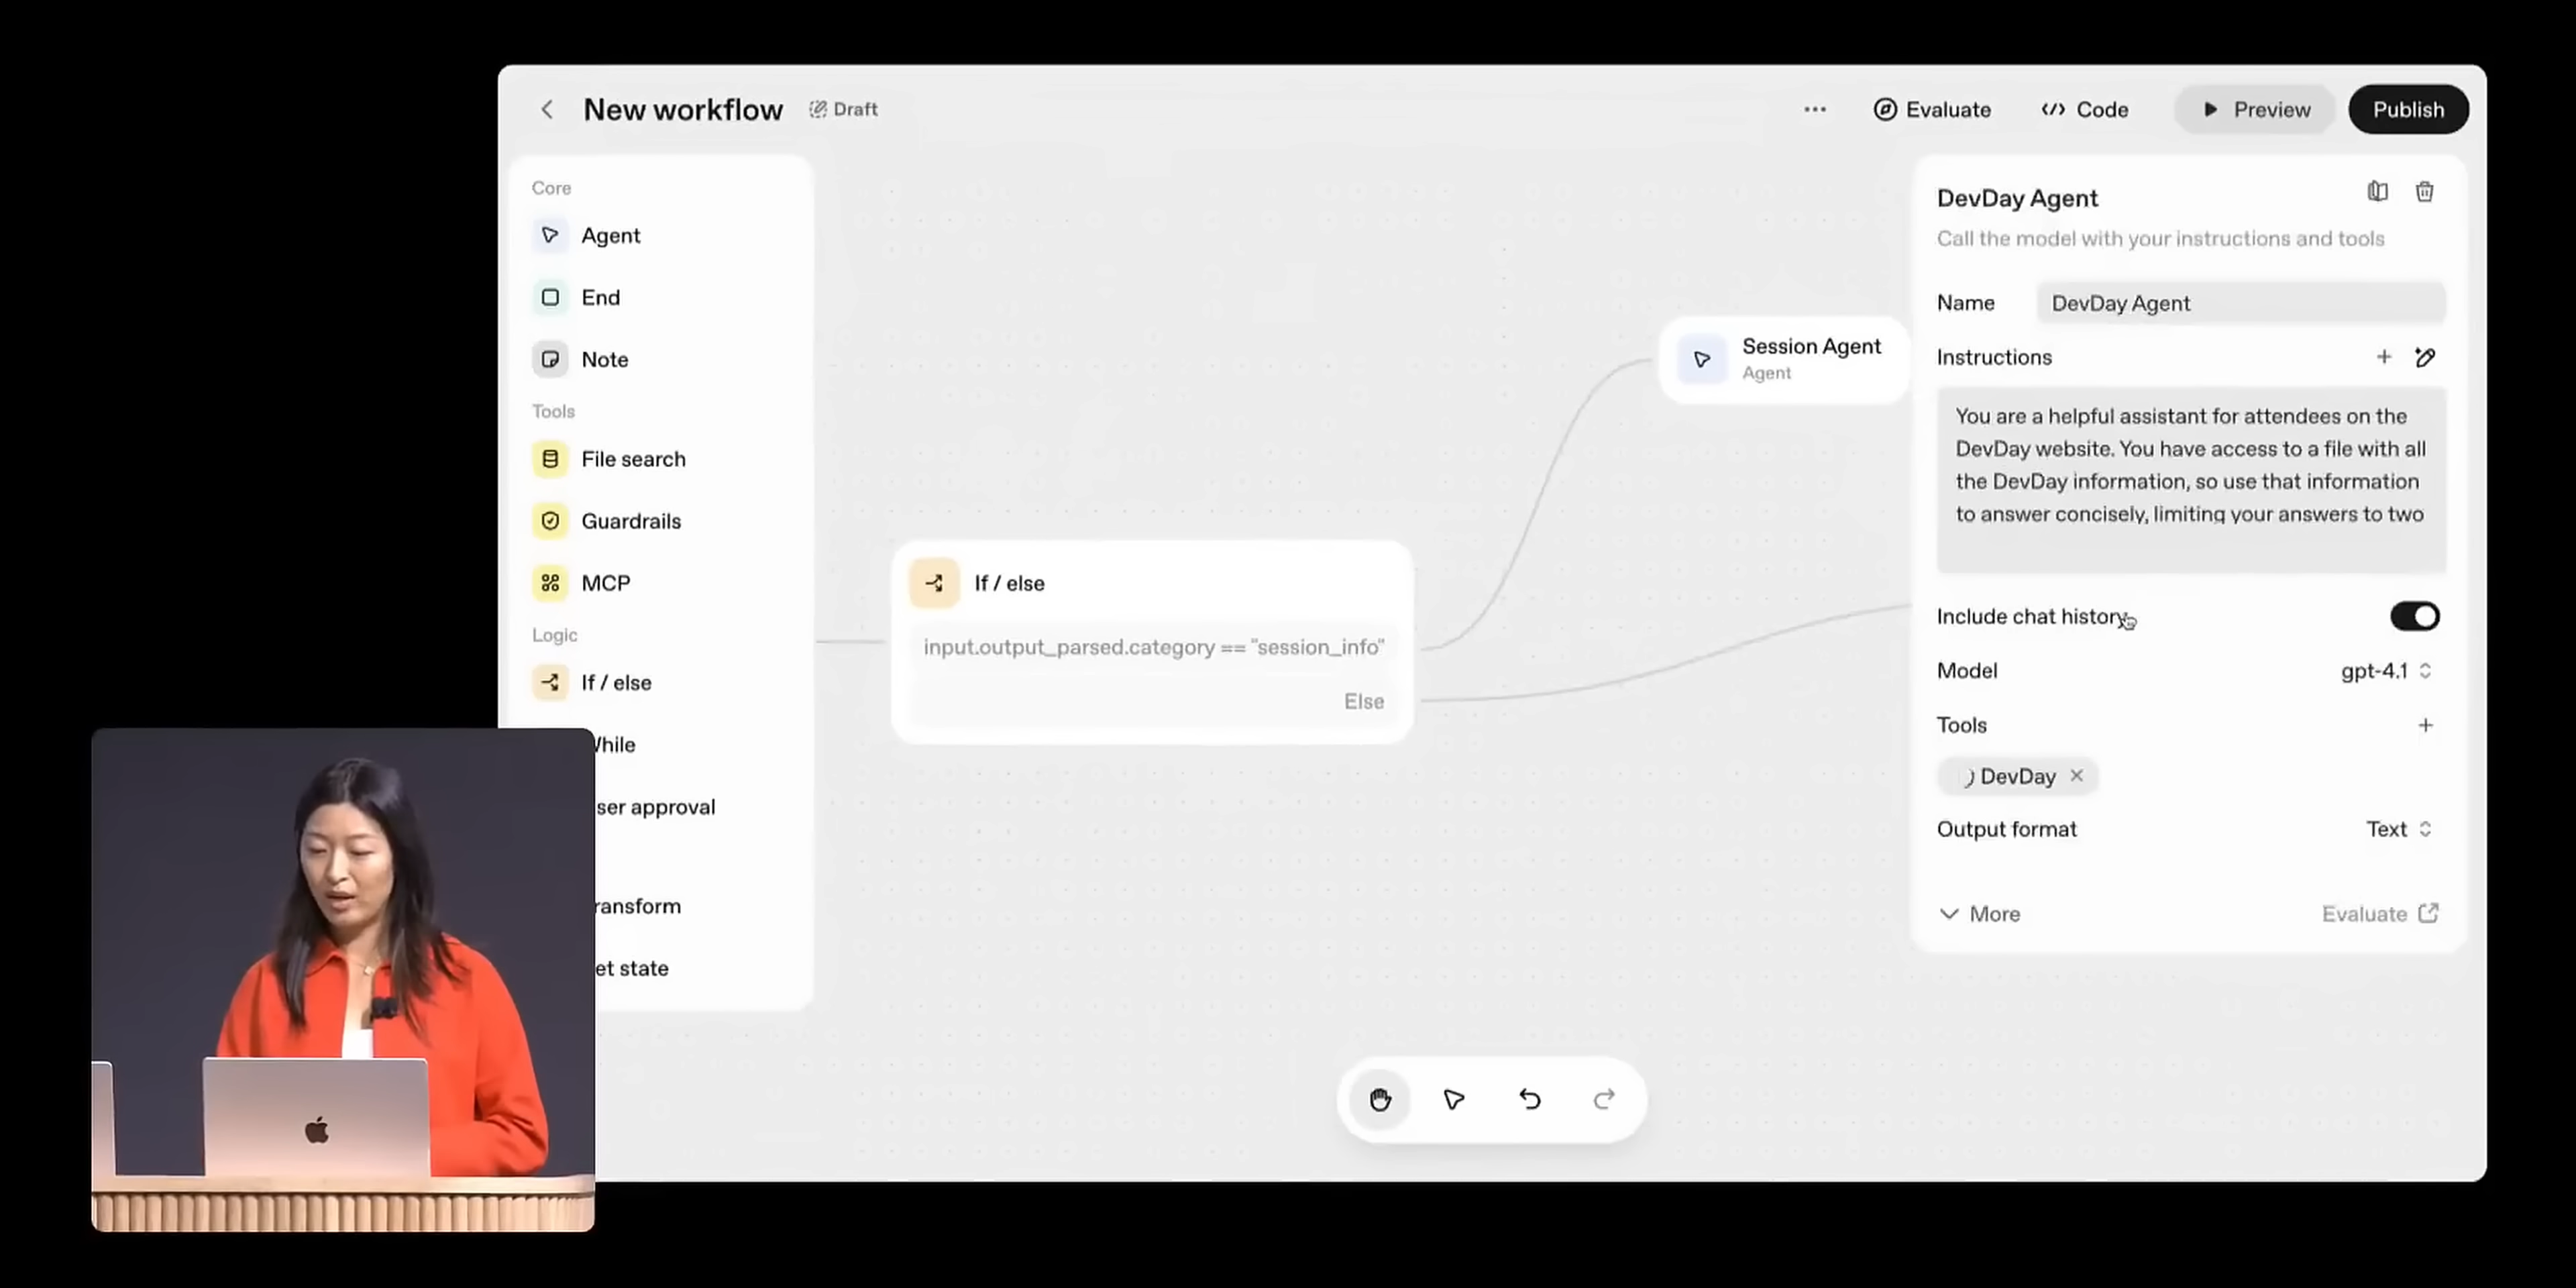 New workflow
Draft
Evaluate
Code
Preview
Publish
Core
Agent
End
Note
Tools
File search
Guardrails
MCP
Logic
If / else
hile
ser approval
ransform
et state
If / else
input.output_parsed.category == "session_info"
Else
Session Agent
Agent
DevDay Agent
Call the model with your instructions and tools
Name
DevDay Agent
Instructions
You are a helpful assistant for attendees on the
DevDay website. You have access to a file with all
the DevDay information, so use that information
to answer concisely, limiting your answers to two
Include chat history
Model
gpt-4.1
Tools
DevDay
Output format
Text
More
Evaluate